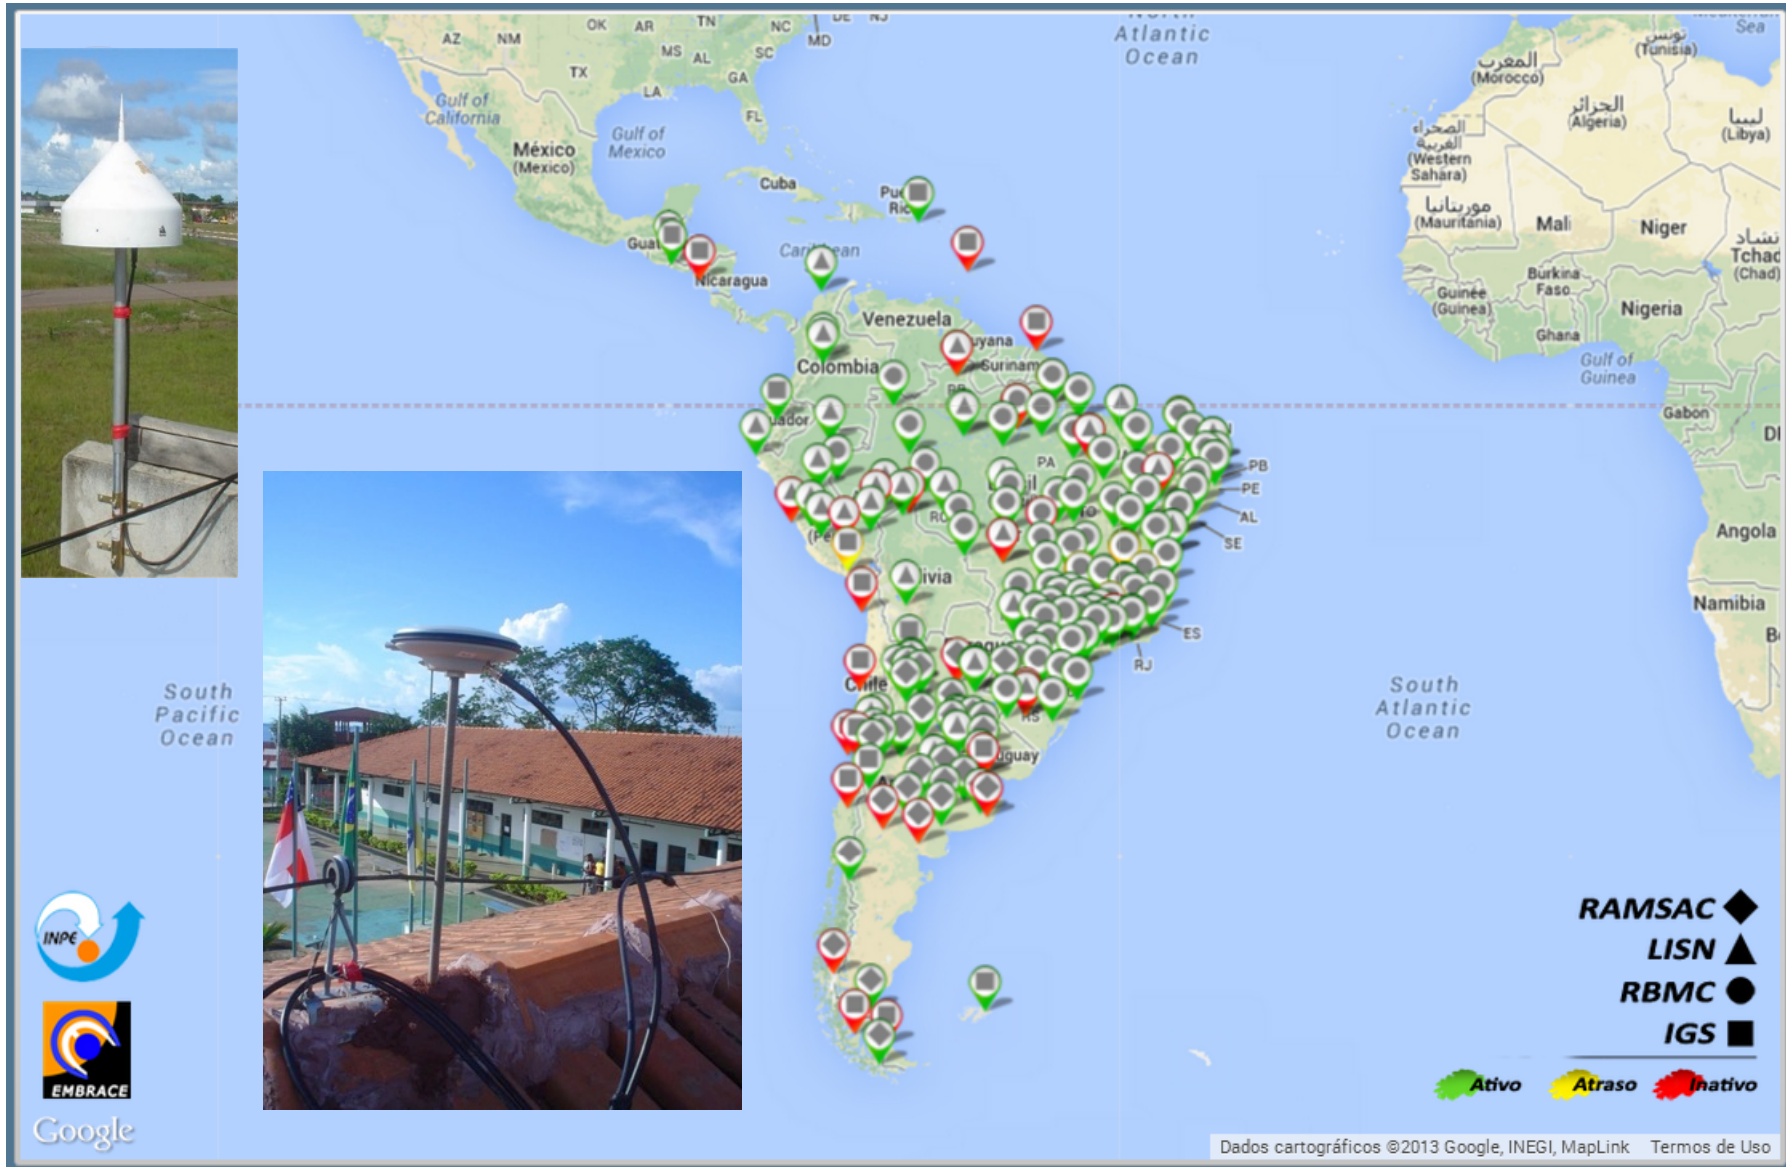 OK
AR
TN
NC
AZ
NM
MS
AL
SC
MD
TX
GA
LA
FL
North
Atlantic
Ocean
Sea
Gulf of
California
Gulf of
Mexico
México
(Mexico)
Cuba
Caribbean
Nicaragua
تونس
(Tunisia)
المغرب
(Morocco)
الجزائر
(Algeria)
ليبيا
(Libya)
الصحراء
الغربية
(Western
Sahara)
موريتانيا
(Mauritania)
Mali
Niger
تشاد
Tchad
(Chad)
Burkina
Faso
Guinée
(Guinea)
Nigeria
Ghana
Gulf of
Guinea
Gabon
Angola
Namibia
Venezuela
Colombia
PA
PB
PE
AL
SE
ES
RJ
RS
Chile
South
Pacific
Ocean
South
Atlantic
Ocean
INPE
EMBRACE
Google
RAMSAC
LISN
RBMC
IGS
Ativo
Atraso
Inativo
Dados cartográficos ©2013 Google, INEGI, MapLink Termos de Uso